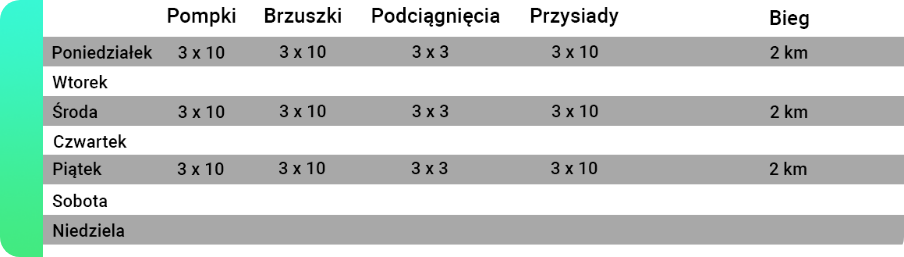 Pompki Brzuszki Podciągnięcia Przysiady Bieg
Poniedziałek 3 x 10 3 x 10 3 x 3 3 x 10 2 km
Wtorek
Środa 3 x 10 3 x 10 3 x 3 3 x 10 2 km
Czwartek
Piątek 3 x 10 3 x 10 3 x 3 3 x 10 2 km
Sobota
Niedziela